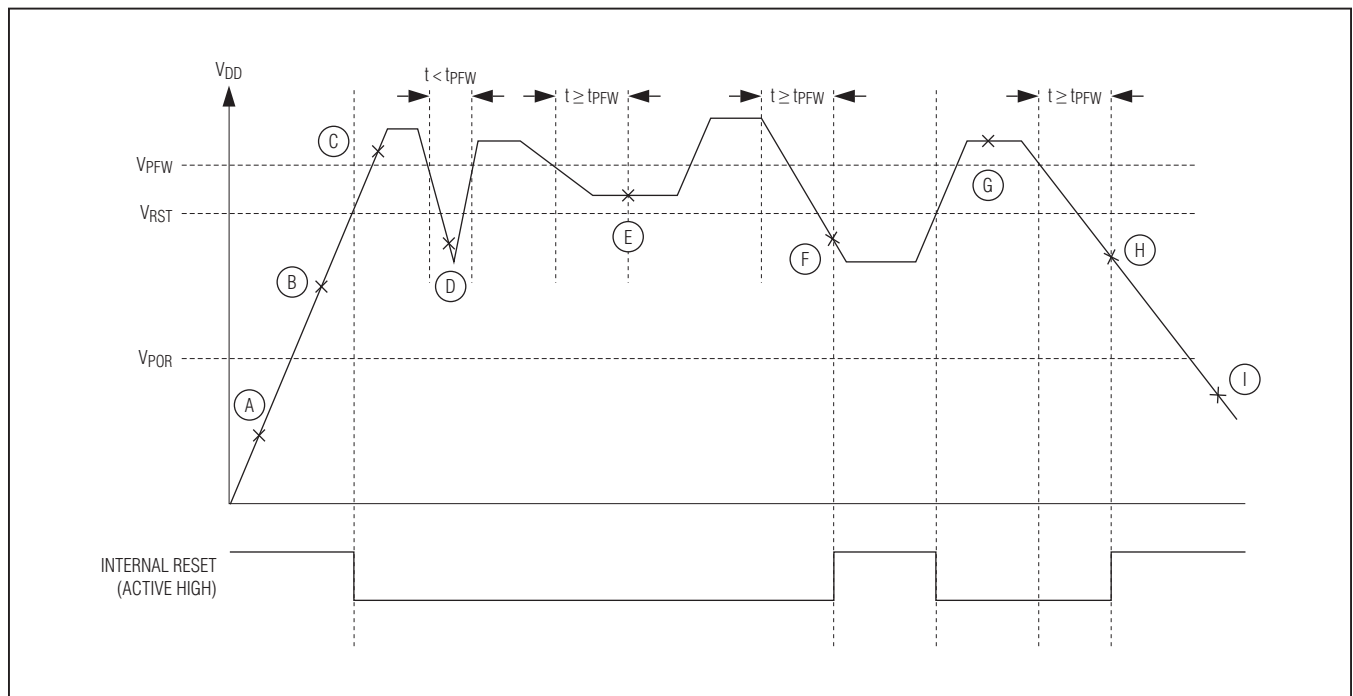 VDD
t < tPFW
t ≥ tPFW
t ≥ tPFW
t ≥ tPFW
C
VPFW
G
VRST
E
F
H
B
D
VPOR
I
A
INTERNAL RESET
(ACTIVE HIGH)